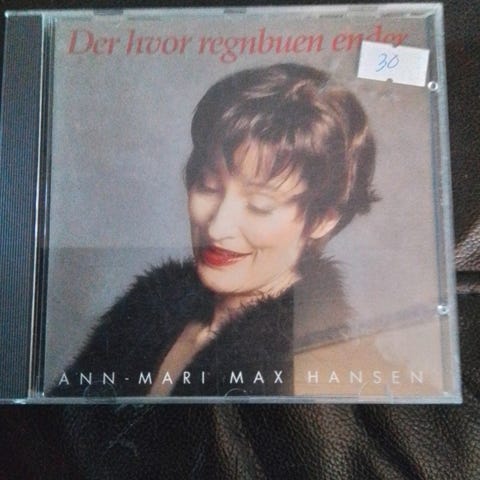 Der hvor regnbuen ender
30
ANN-MARI MAX HANSEN